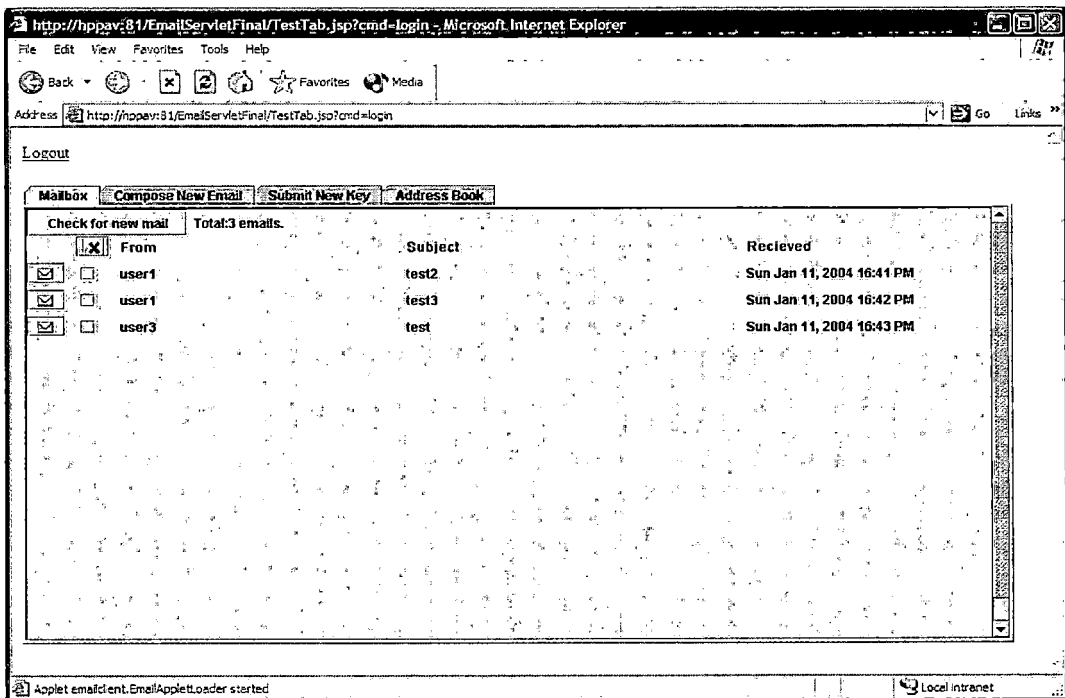 http://hppav:81/EmailServletFinal/TestTab.jsp?cmd=login - Microsoft Internet Explorer
File Edit View Favorites Tools Help
Back Favorites Media
Address http://hppav:81/EmailServletFinal/TestTab.jsp?cmd=login Go Links »
Logout
Mailbox Compose New Email Submit New Key Address Book
Check for new mail Total:3 emails.
X From Subject Recieved
user1 test2 Sun Jan 11, 2004 16:41 PM
user1 test3 Sun Jan 11, 2004 16:42 PM
user3 test Sun Jan 11, 2004 16:43 PM
Applet emailclient.EmailAppletLoader started Local intranet